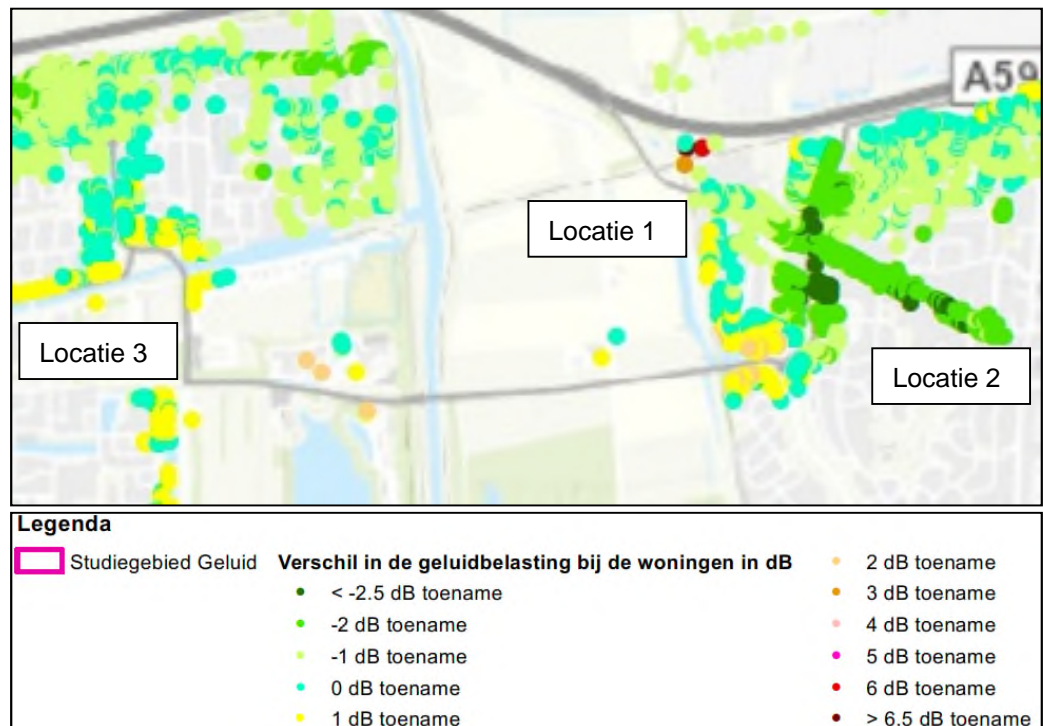 A59
Locatie 1
Locatie 3
Locatie 2
Legenda
Studiegebied Geluid
Verschil in de geluidbelasting bij de woningen in dB
< -2.5 dB toename
-2 dB toename
-1 dB toename
0 dB toename
1 dB toename
2 dB toename
3 dB toename
4 dB toename
5 dB toename
6 dB toename
> 6.5 dB toename